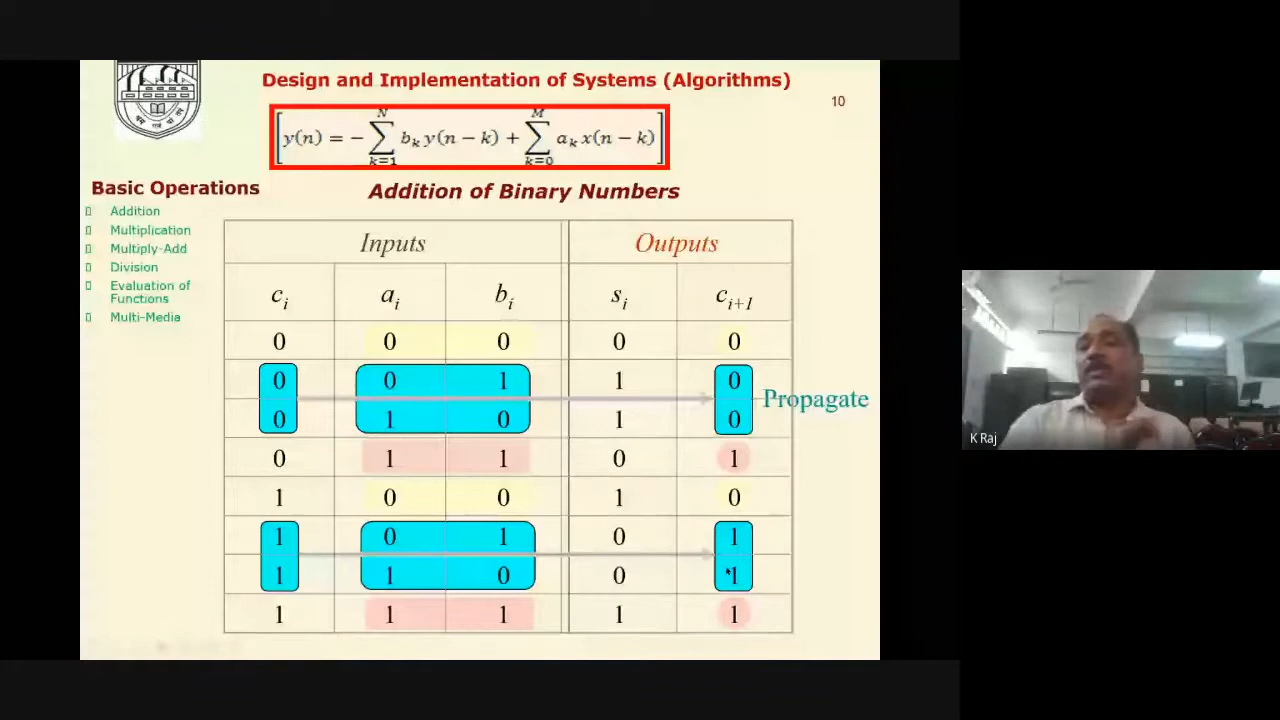 Design and Implementation of Systems (Algorithms)
10
y(n) = − ∑ b_k y(n − k) + ∑ a_k x(n − k)
N
k=1
M
k=0
Basic Operations
Addition
Multiplication
Multiply-Add
Division
Evaluation of
Functions
Multi-Media
Addition of Binary Numbers
Inputs Outputs
c_i a_i b_i s_i c_{i+1}
0 0 0 0 0
0 0 1 1 0
Propagate
0 1 0 1 0
0 1 1 0 1
1 0 0 1 0
1 0 1 0 1
1 1 0 0 1
1 1 1 1 1
K Raj